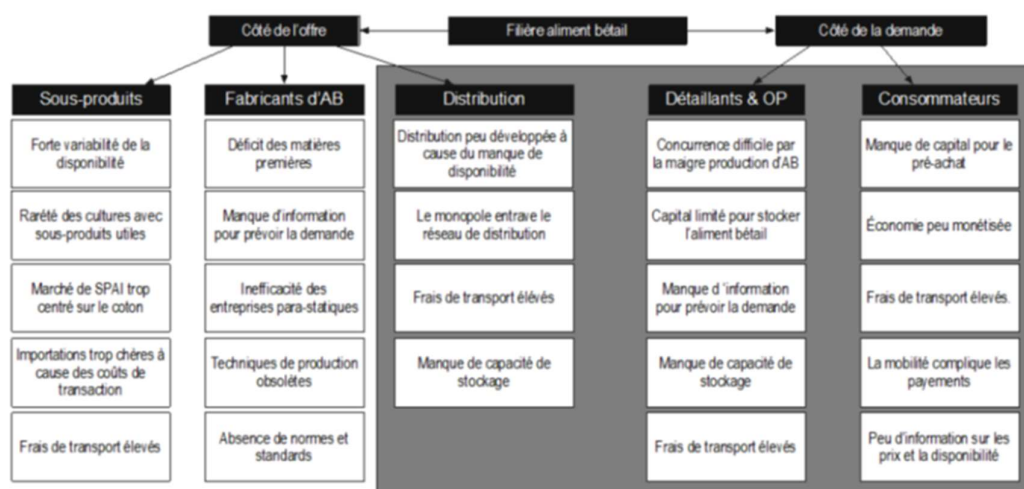 Côté de l'offre
Filière aliment bétail
Côté de la demande
Sous-produits
Forte variabilité de la
disponibilité
Rarété des cultures avec
sous-produits utiles
Marché de SPAI trop
centré sur le coton
Importations trop chères à
cause des coûts de
transaction
Frais de transport élevés
Fabricants d'AB
Déficit des matières
premières
Manque d'information
pour prévoir la demande
Inefficacité des
entreprises para-statiques
Techniques de production
obsolètes
Absence de normes et
standards
Distribution
Distribution peu développée à
cause du manque de
disponibilité
Le monopole entrave le
réseau de distribution
Frais de transport élévés
Manque de capacité de
stockage
Détaillants & OP
Concurrence difficile par
la maigre production d'AB
Capital limité pour stocker
l'aliment bétail
Manque d 'information
pour prévoir la demande
Manque de capacité de
stockage
Frais de transport élevés
Consommateurs
Manque de capital pour le
pré-achat
Économie peu monétisée
Frais de transport elevés.
La mobilité complique les
payements
Peu d'information sur les
prix et la disponibilité